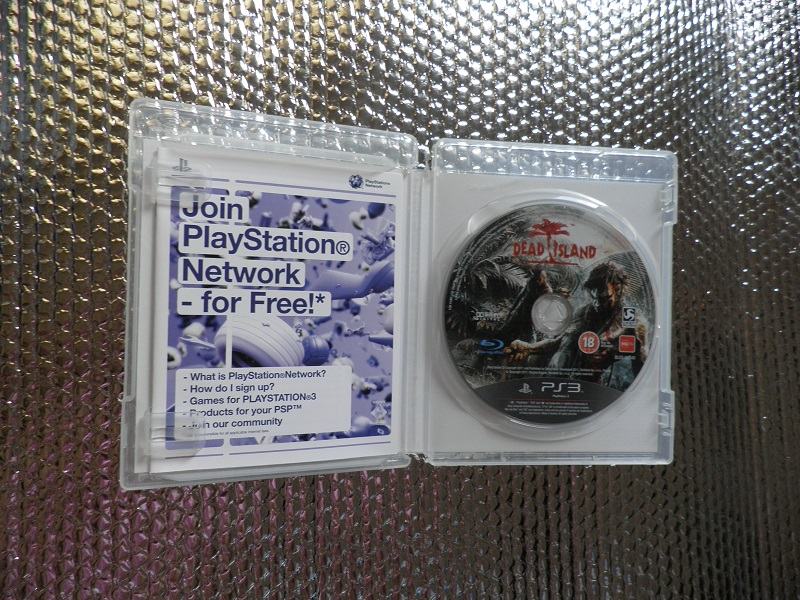 PlayStation
Network
Join
PlayStation®
Network
- for Free!*
- What is PlayStation®Network?
- How do I sign up?
- Games for PLAYSTATION®3
- Products for your PSP™
- Join our community
DEAD ISLAND
18
PS3